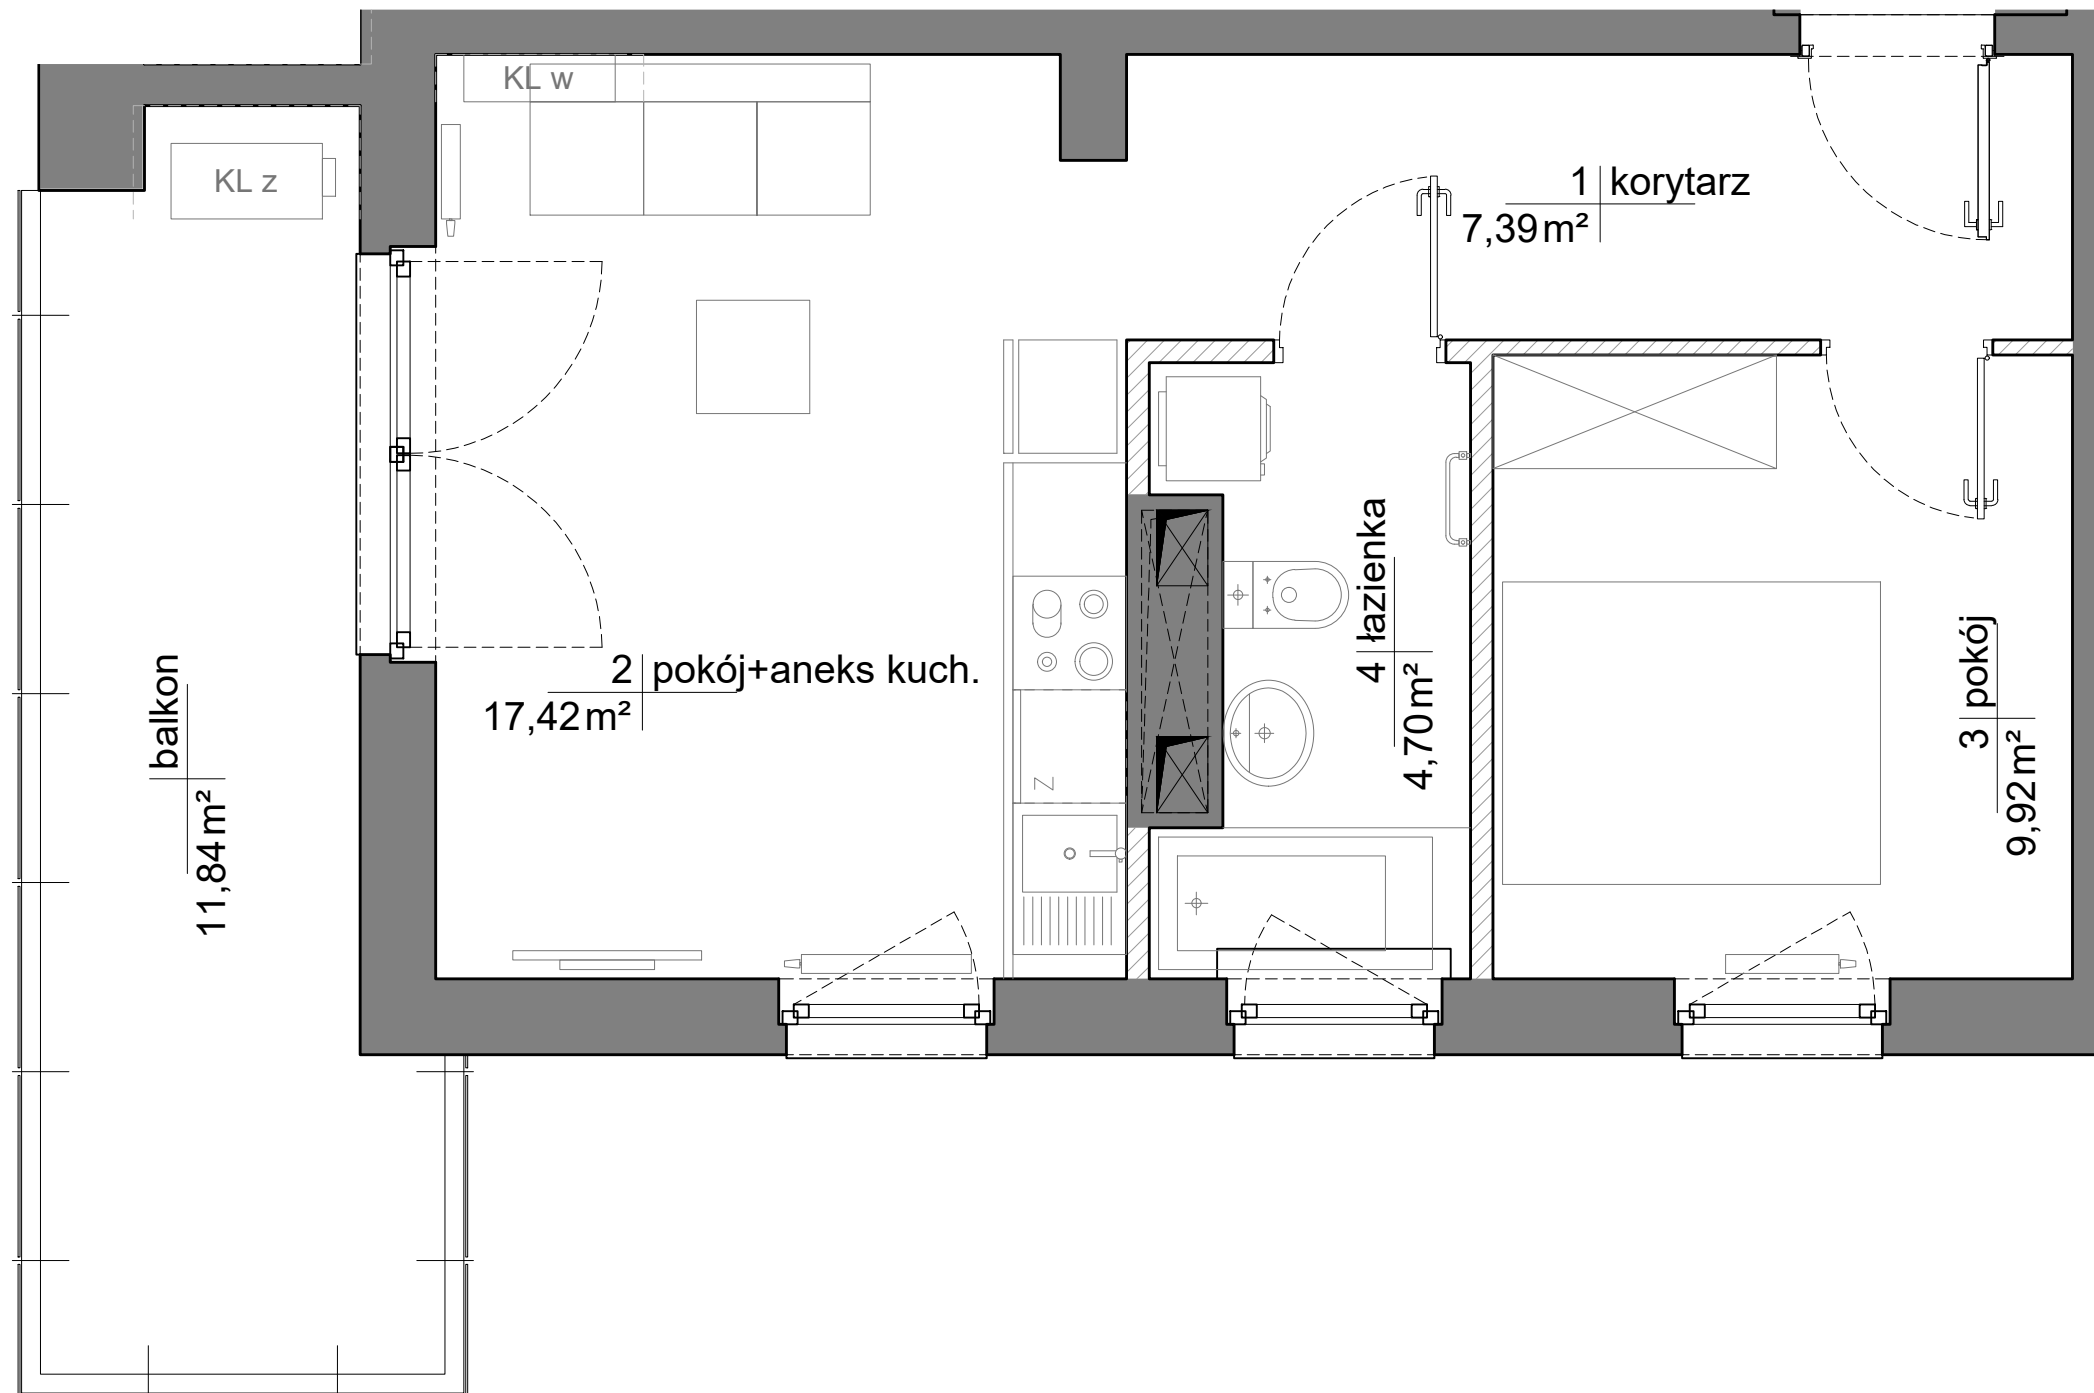 KL w
KL z
1 korytarz
7,39 m²
2 pokój+aneks kuch.
17,42 m²
Z
4 łazienka
4,70 m²
3 pokój
9,92 m²
balkon
11,84 m²